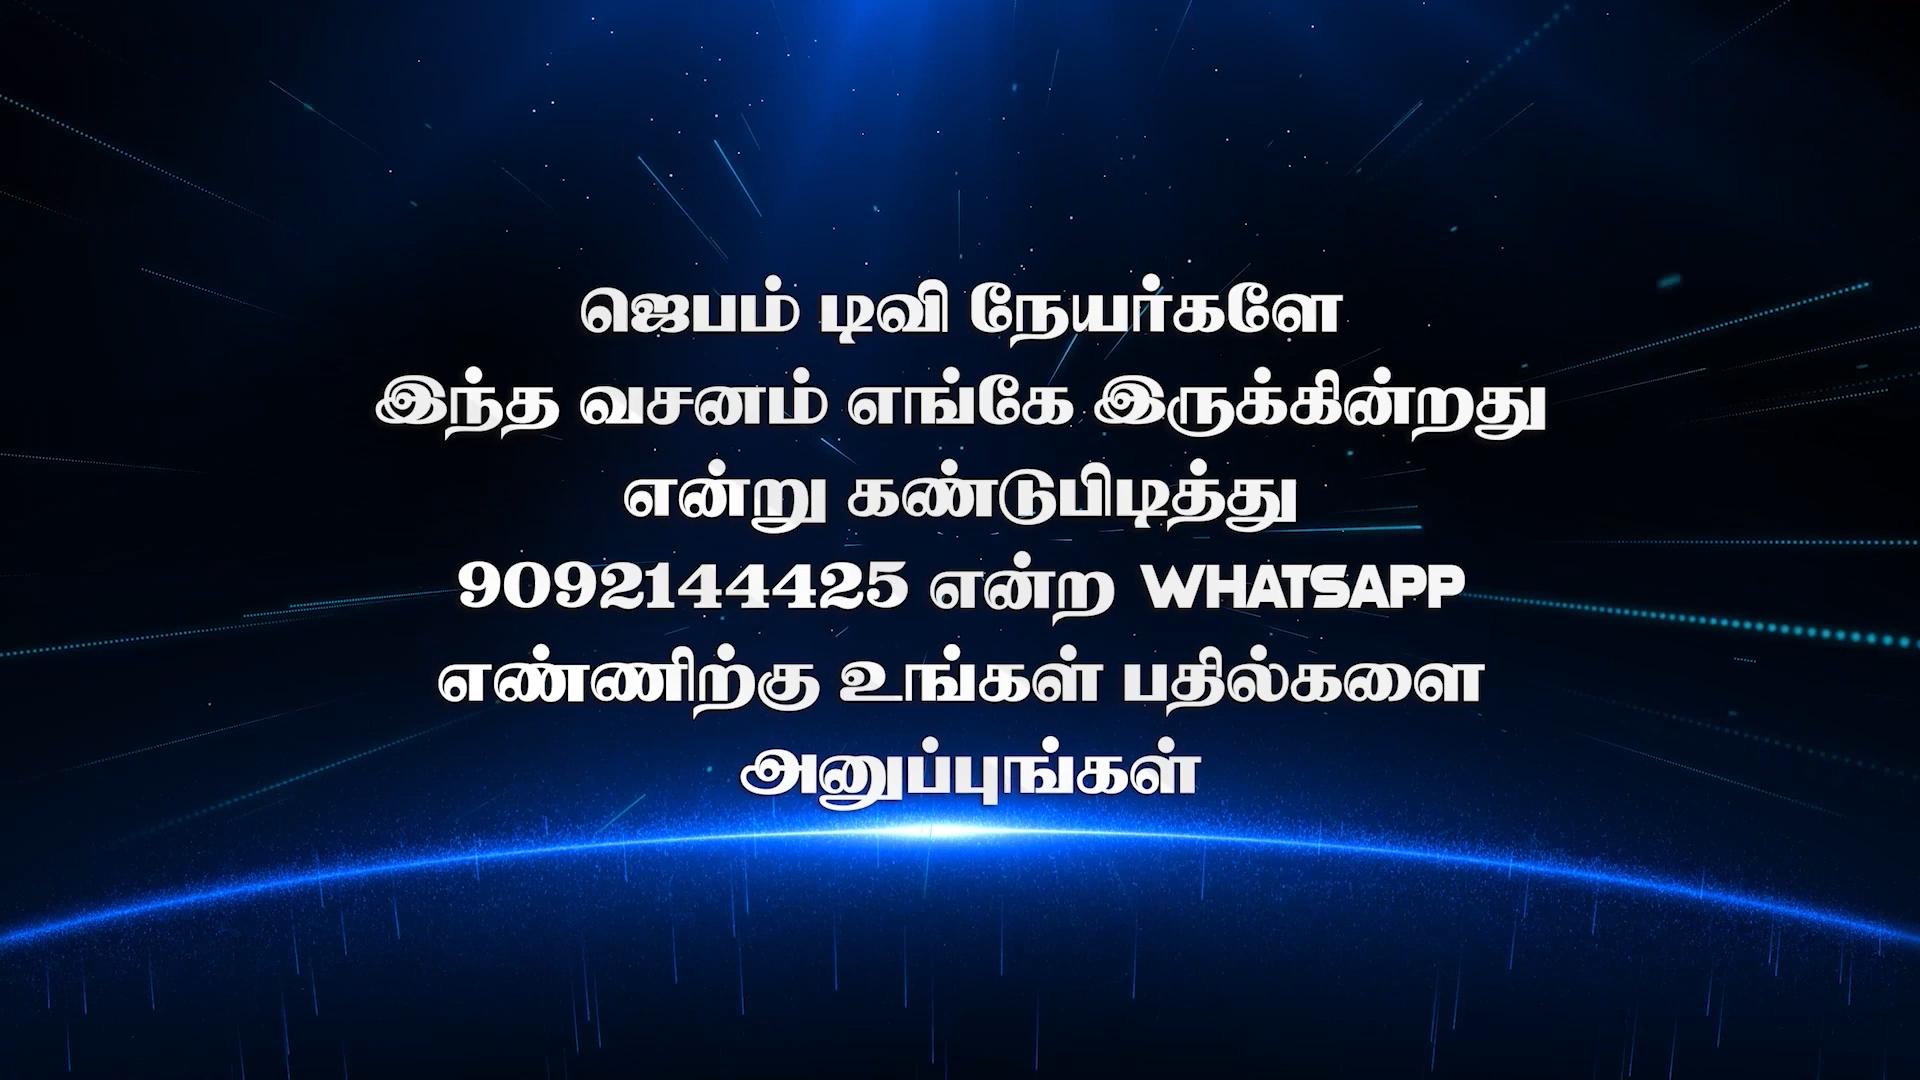 ஜெபம் டிவி நேயர்களே
இந்த வசனம் எங்கே இருக்கின்றது
என்று கண்டுபிடித்து
9092144425 என்ற WHATSAPP
எண்ணிற்கு உங்கள் பதில்களை
அனுப்புங்கள்